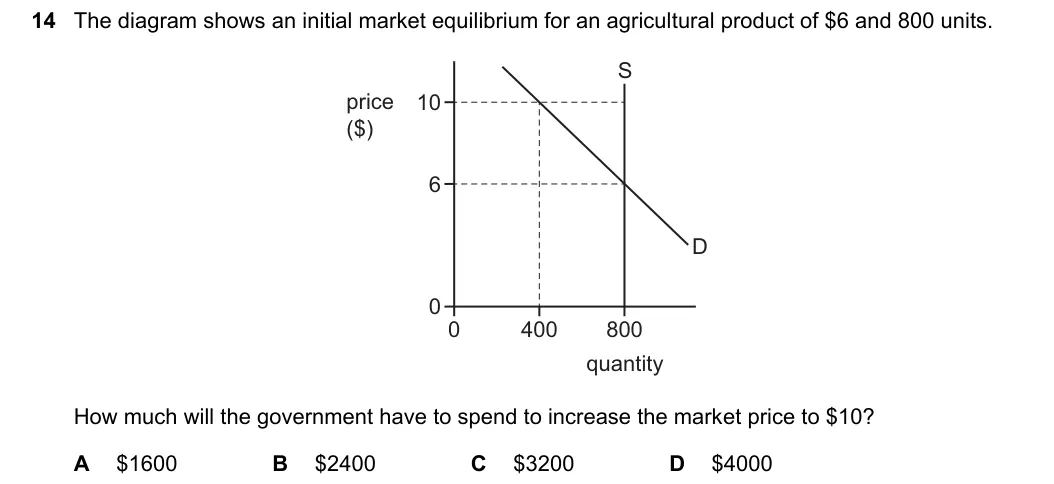 14 The diagram shows an initial market equilibrium for an agricultural product of $6 and 800 units.
S
price 10
($)
6
D
0
0 400 800
quantity
How much will the government have to spend to increase the market price to $10?
A $1600 B $2400 C $3200 D $4000